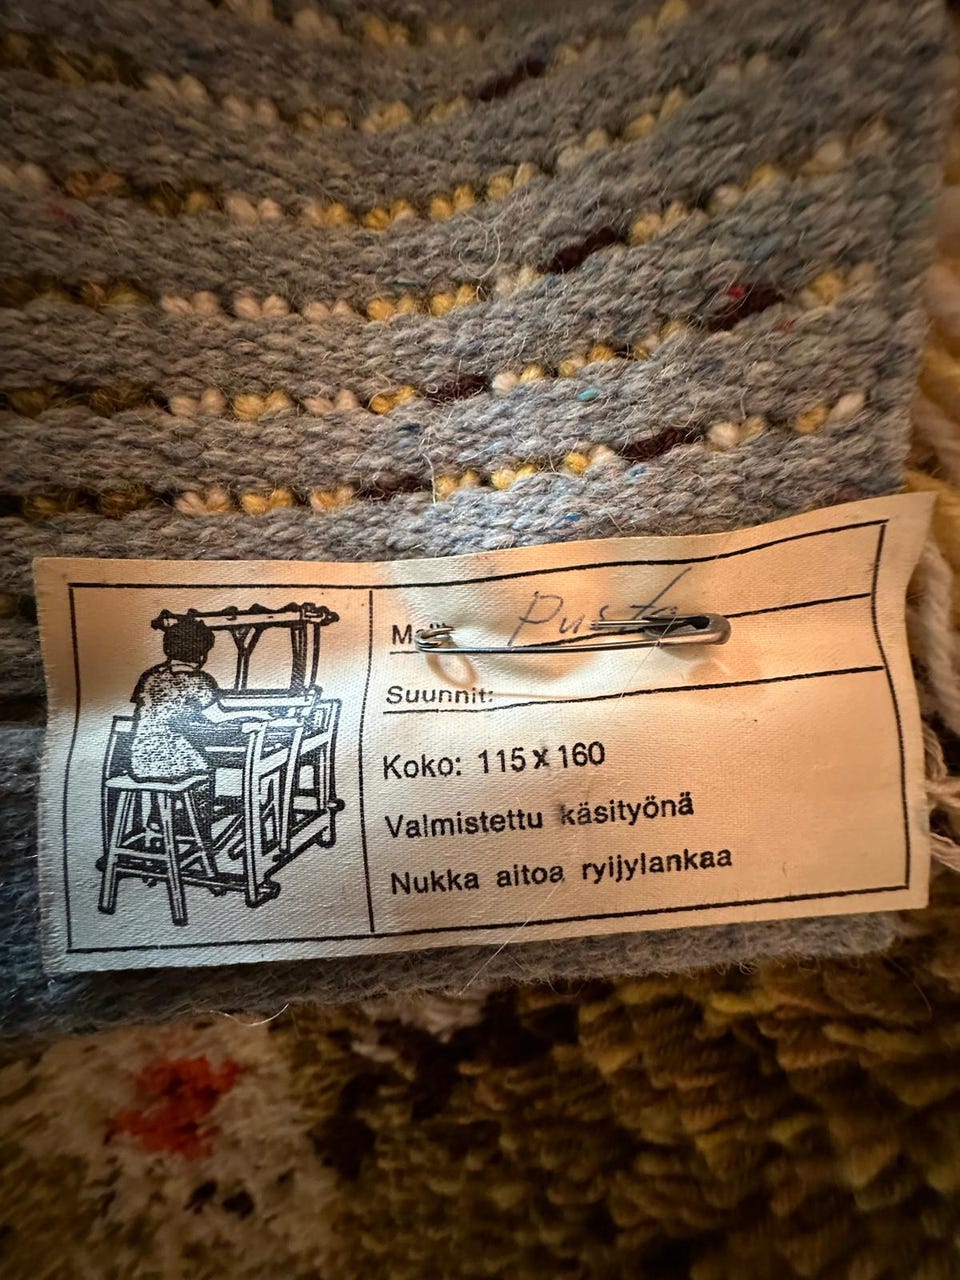 Pusta
Suunnit:
Koko: 115 x 160
Valmistettu käsityönä
Nukka aitoa ryijylankaa